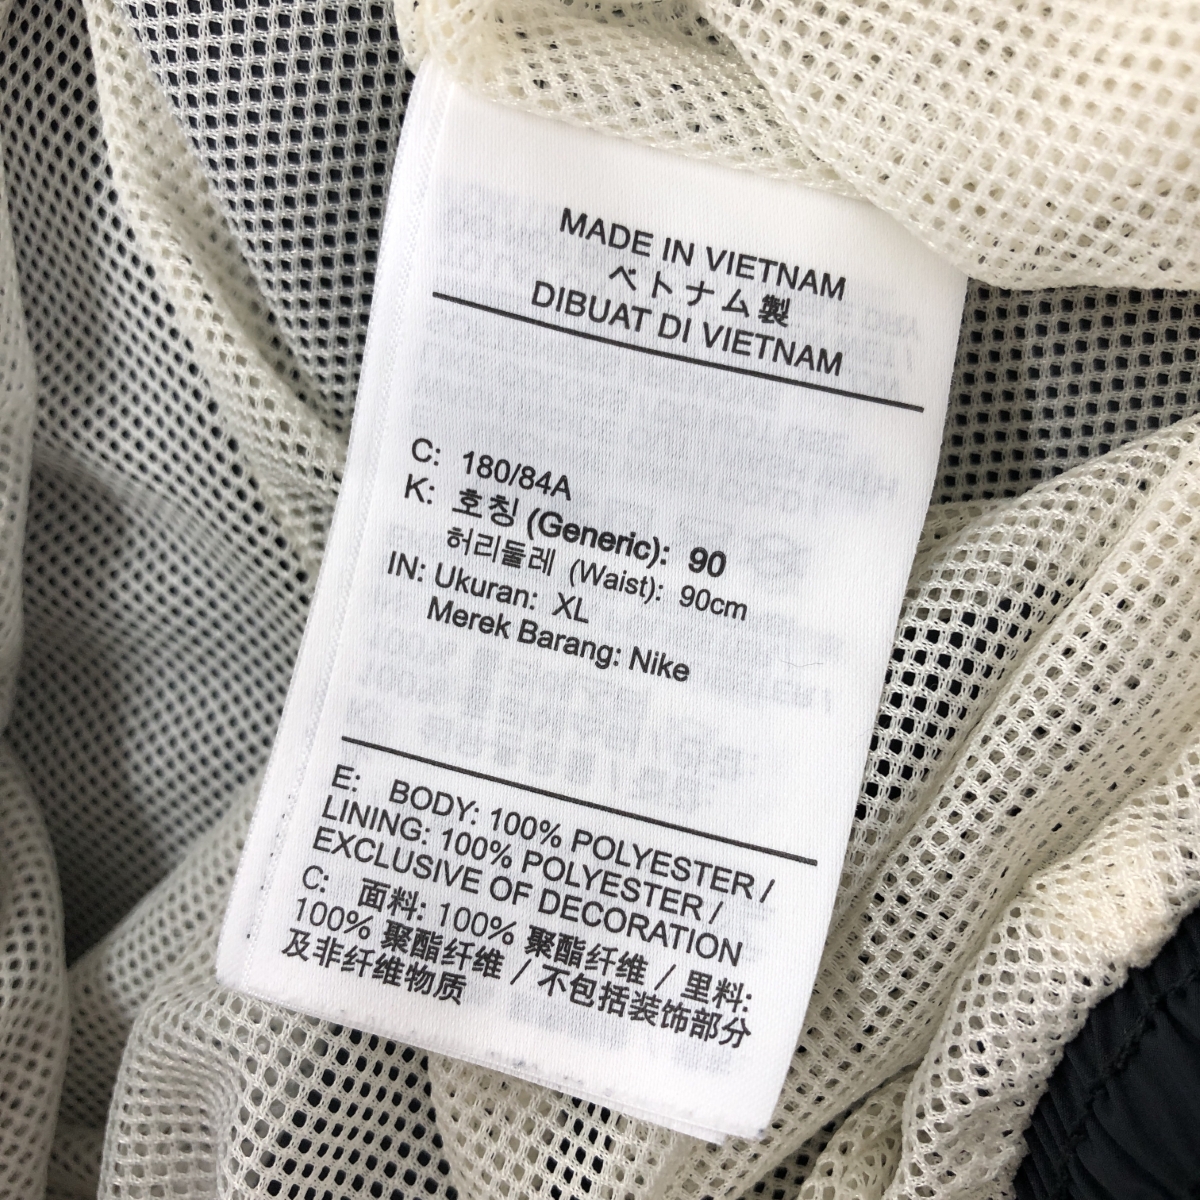 MADE IN VIETNAM
ベトナム製
DIBUAT DI VIETNAM
C: 180/84A
K: 호칭 (Generic): 90
허리둘레 (Waist): 90cm
IN: Ukuran: XL
Merek Barang: Nike
E: BODY: 100% POLYESTER /
LINING: 100% POLYESTER /
EXCLUSIVE OF DECORATION
C: 面料: 100% 聚酯纤维 / 里料:
100% 聚酯纤维 / 不包括装饰部分
及非纤维物质